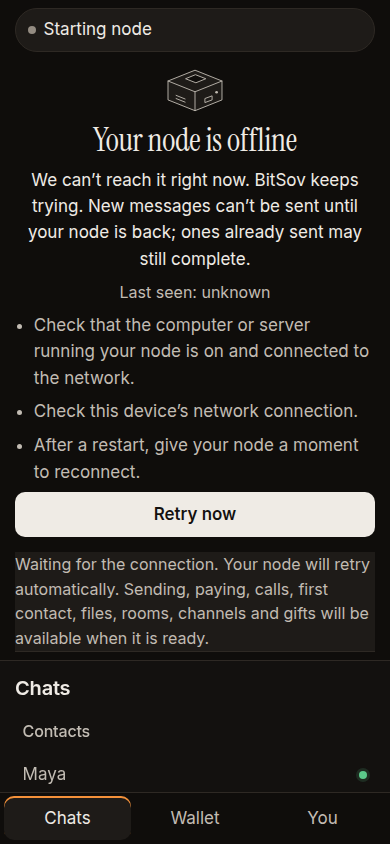 Starting node
Your node is offline
We can’t reach it right now. BitSov keeps
trying. New messages can’t be sent until
your node is back; ones already sent may
still complete.
Last seen: unknown
• Check that the computer or server
running your node is on and connected to
the network.
• Check this device’s network connection.
• After a restart, give your node a moment
to reconnect.
Retry now
Waiting for the connection. Your node will retry
automatically. Sending, paying, calls, first
contact, files, rooms, channels and gifts will be
available when it is ready.
Chats
Contacts
Maya
Chats Wallet You